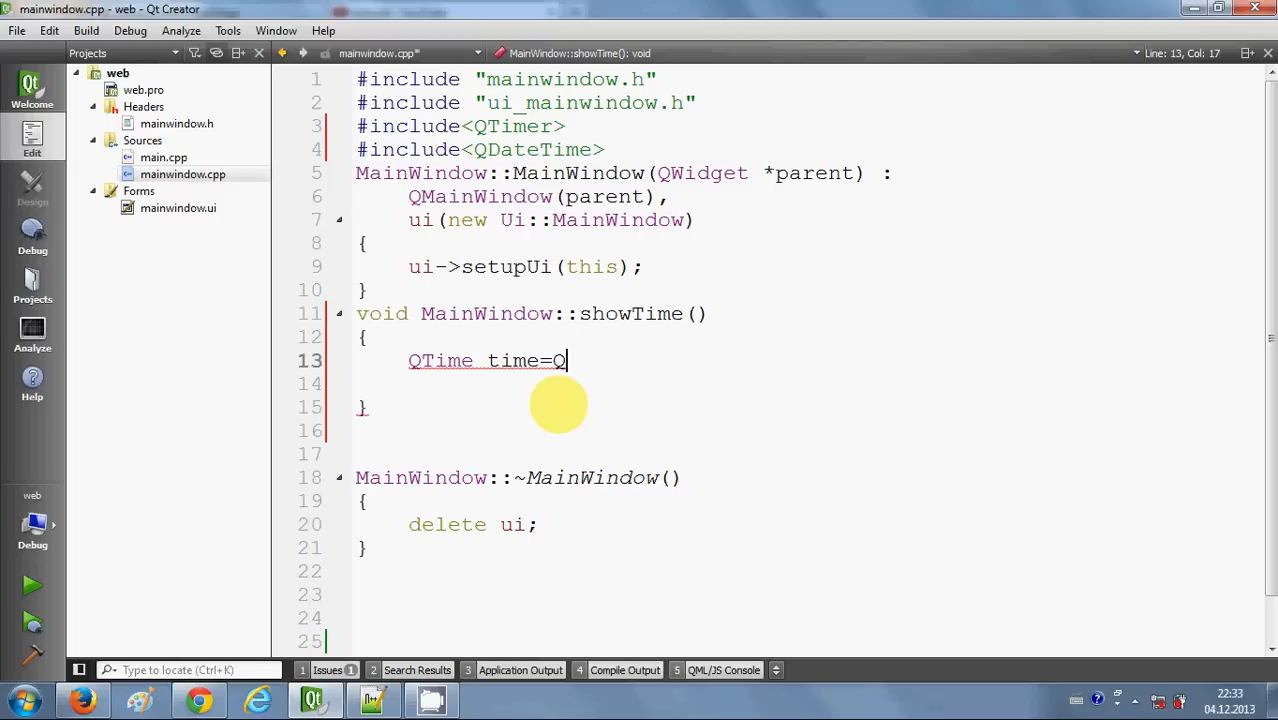 mainwindow.cpp - web - Qt Creator
File Edit Build Debug Analyze Tools Window Help
Projects mainwindow.cpp* MainWindow::showTime(): void Line: 13, Col: 17
Welcome
Edit
Design
Debug
Projects
Analyze
Help
web
Debug
web
web.pro
Headers
mainwindow.h
Sources
main.cpp
mainwindow.cpp
Forms
mainwindow.ui
1 #include "mainwindow.h"
2 #include "ui_mainwindow.h"
3 #include<QTimer>
4 #include<QDateTime>
5 MainWindow::MainWindow(QWidget *parent) :
6 QMainWindow(parent),
7 ui(new Ui::MainWindow)
8 {
9 ui->setupUi(this);
10 }
11 void MainWindow::showTime()
12 {
13 QTime time=Q
14
15 }
16
17
18 MainWindow::~MainWindow()
19 {
20 delete ui;
21 }
22
23
24
25
Type to locate (Ctrl+K) 1 Issues 1 2 Search Results 3 Application Output 4 Compile Output 5 QML/JS Console
22:33
04.12.2013